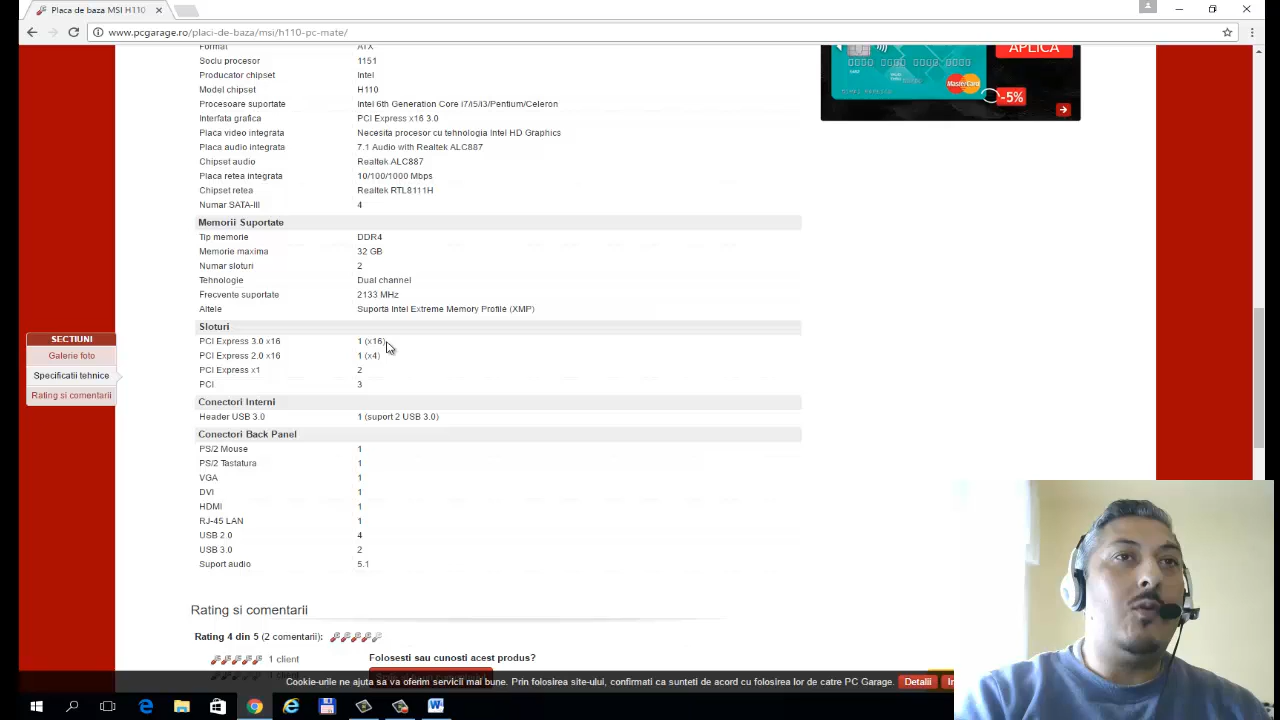 Placa de baza MSI H110
www.pcgarage.ro/placi-de-baza/msi/h110-pc-mate/
Format ATX
Soclu procesor 1151
Producator chipset Intel
Model chipset H110
Procesoare suportate Intel 6th Generation Core i7/i5/i3/Pentium/Celeron
Interfata grafica PCI Express x16 3.0
Placa video integrata Necesita procesor cu tehnologia Intel HD Graphics
Placa audio integrata 7.1 Audio with Realtek ALC887
Chipset audio Realtek ALC887
Placa retea integrata 10/100/1000 Mbps
Chipset retea Realtek RTL8111H
Numar SATA-III 4
Memorii Suportate
Tip memorie DDR4
Memorie maxima 32 GB
Numar sloturi 2
Tehnologie Dual channel
Frecvente suportate 2133 MHz
Altele Suporta Intel Extreme Memory Profile (XMP)
Sloturi
PCI Express 3.0 x16 1 (x16)
PCI Express 2.0 x16 1 (x4)
PCI Express x1 2
PCI 3
Conectori Interni
Header USB 3.0 1 (suport 2 USB 3.0)
Conectori Back Panel
PS/2 Mouse 1
PS/2 Tastatura 1
VGA 1
DVI 1
HDMI 1
RJ-45 LAN 1
USB 2.0 4
USB 3.0 2
Suport audio 5.1
Rating si comentarii
Rating 4 din 5 (2 comentarii):
1 client
Folosesti sau cunosti acest produs?
SECTIUNI
Galerie foto
Specificatii tehnice
Rating si comentarii
APLICA
MasterCard
-5%
Cookie-urile ne ajuta sa va oferim servicii mai bune. Prin folosirea site-ului, confirmati ca sunteti de acord cu folosirea lor de catre PC Garage.
Detalii